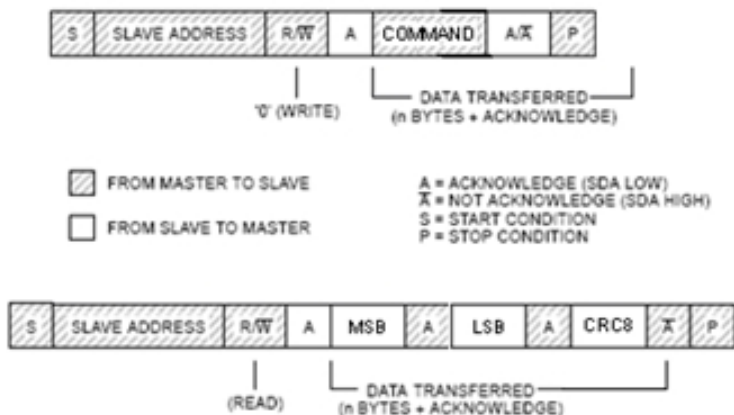 S SLAVE ADDRESS R/W̅ A COMMAND A/A̅ P
'0' (WRITE)
DATA TRANSFERRED
(n BYTES + ACKNOWLEDGE)
FROM MASTER TO SLAVE
FROM SLAVE TO MASTER
A = ACKNOWLEDGE (SDA LOW)
A̅ = NOT ACKNOWLEDGE (SDA HIGH)
S = START CONDITION
P = STOP CONDITION
S SLAVE ADDRESS R/W̅ A MSB A LSB A CRC8 A̅ P
(READ)
DATA TRANSFERRED
(n BYTES + ACKNOWLEDGE)